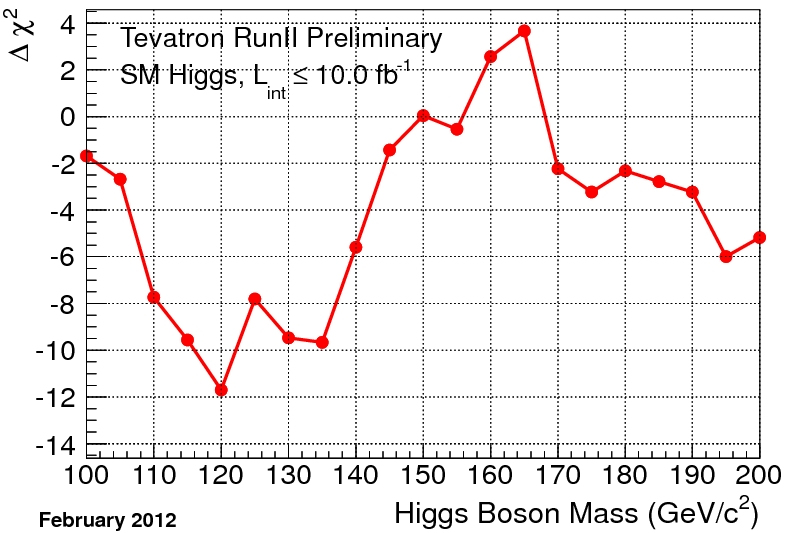 Δ χ²
Tevatron RunII Preliminary
SM Higgs, L_int ≤ 10.0 fb⁻¹
4
2
0
-2
-4
-6
-8
-10
-12
-14
100 110 120 130 140 150 160 170 180 190 200
Higgs Boson Mass (GeV/c²)
February 2012